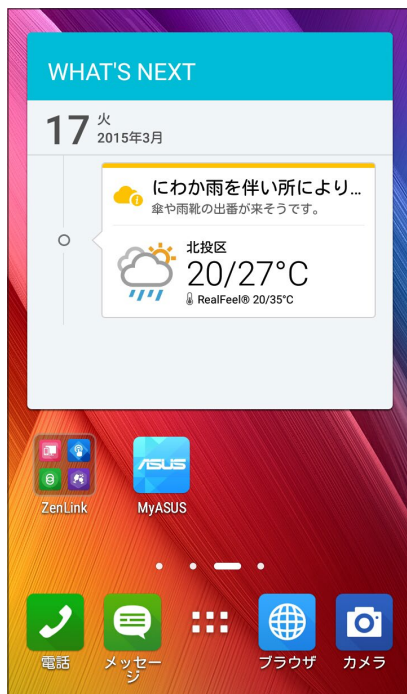 WHAT'S NEXT
17 火
2015年3月
にわか雨を伴い所により...
傘や雨靴の出番が来そうです。
北投区
20/27°C
RealFeel® 20/35°C
/SUS
ZenLink
MyASUS
電話
メッセー
ジ
ブラウザ
カメラ